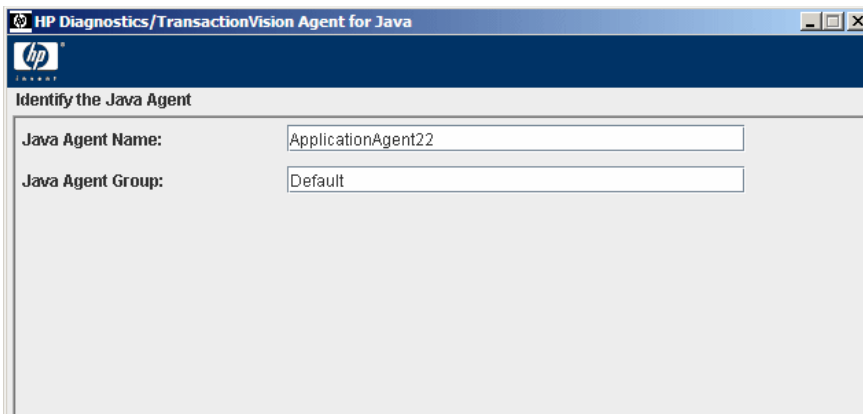 HP Diagnostics/TransactionVision Agent for Java
hp
invent
Identify the Java Agent
Java Agent Name: ApplicationAgent22
Java Agent Group: Default